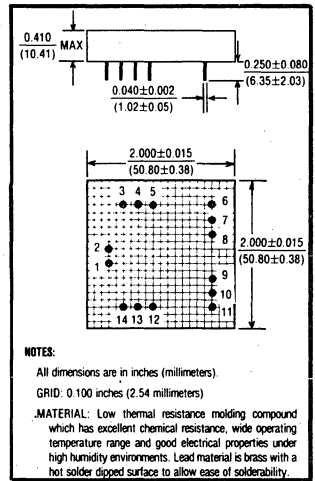 0.410
(10.41)
MAX
0.250±0.080
(6.35±2.03)
0.040±0.002
(1.02±0.05)
2.000±0.015
(50.80±0.38)
3 4 5
6
7
8
2
1
9
10
11
14 13 12
2.000±0.015
(50.80±0.38)
NOTES:
All dimensions are in inches (millimeters).
GRID: 0.100 inches (2.54 millimeters)
MATERIAL: Low thermal resistance molding compound
which has excellent chemical resistance, wide operating
temperature range and good electrical properties under
high humidity environments. Lead material is brass with a
hot solder dipped surface to allow ease of solderability.